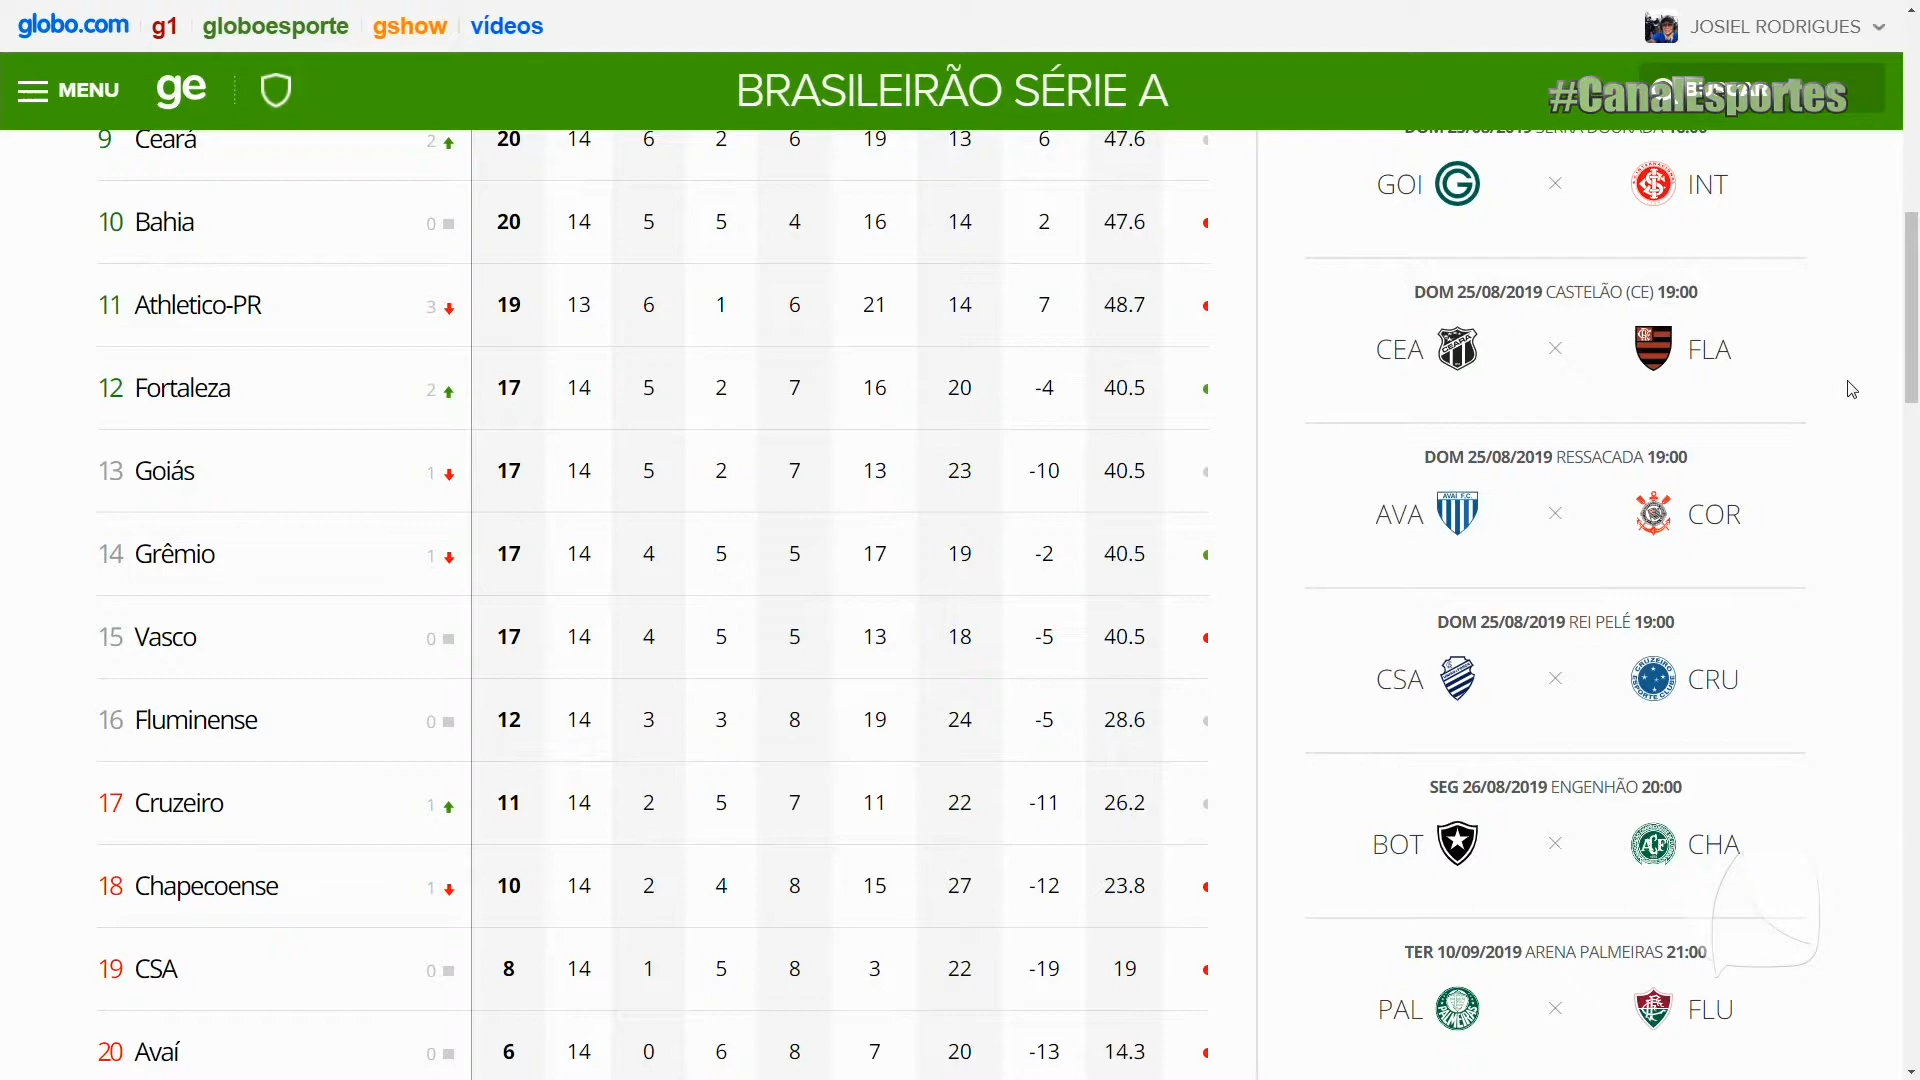 globo.com g1 globoesporte gshow vídeos JOSIEL RODRIGUES
MENU ge BRASILEIRÃO SÉRIE A BUSCAR
#CanalEsportes
9 Ceará 2 20 14 6 2 6 19 13 6 47.6
10 Bahia 0 20 14 5 5 4 16 14 2 47.6
11 Athletico-PR 3 19 13 6 1 6 21 14 7 48.7
12 Fortaleza 2 17 14 5 2 7 16 20 -4 40.5
13 Goiás 1 17 14 5 2 7 13 23 -10 40.5
14 Grêmio 1 17 14 4 5 5 17 19 -2 40.5
15 Vasco 0 17 14 4 5 5 13 18 -5 40.5
16 Fluminense 0 12 14 3 3 8 19 24 -5 28.6
17 Cruzeiro 1 11 14 2 5 7 11 22 -11 26.2
18 Chapecoense 1 10 14 2 4 8 15 27 -12 23.8
19 CSA 0 8 14 1 5 8 3 22 -19 19
20 Avaí 0 6 14 0 6 8 7 20 -13 14.3
DOM 25/08/2019 SERRA DOURADA 16:00
GOI × INT
DOM 25/08/2019 CASTELÃO (CE) 19:00
CEA × FLA
DOM 25/08/2019 RESSACADA 19:00
AVA × COR
DOM 25/08/2019 REI PELÉ 19:00
CSA × CRU
SEG 26/08/2019 ENGENHÃO 20:00
BOT × CHA
TER 10/09/2019 ARENA PALMEIRAS 21:00
PAL × FLU